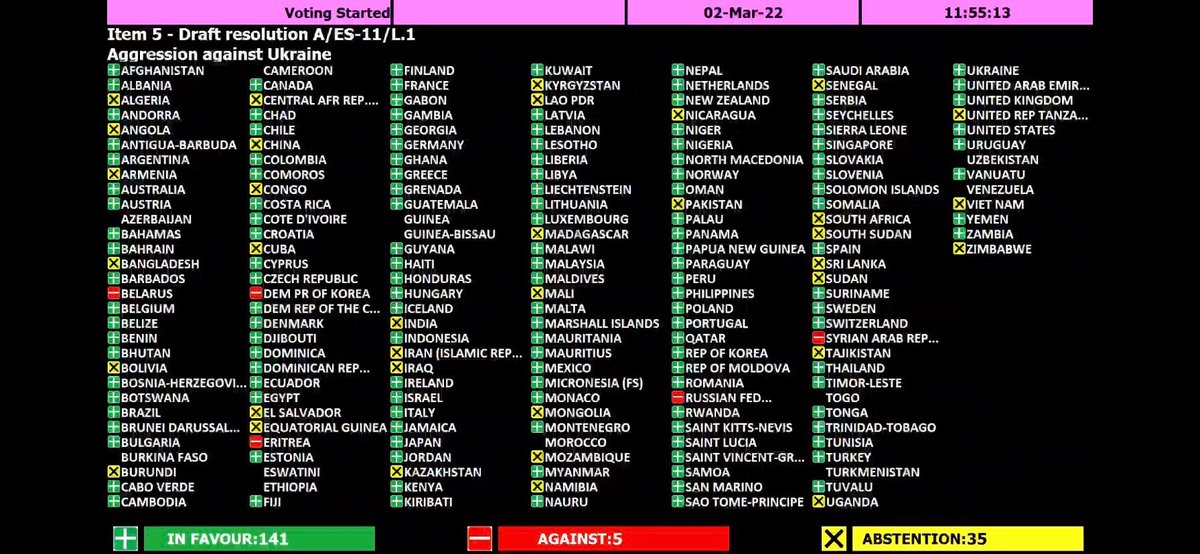 Voting Started 02-Mar-22 11:55:13
Item 5 - Draft resolution A/ES-11/L.1
Aggression against Ukraine
AFGHANISTAN
ALBANIA
ALGERIA
ANDORRA
ANGOLA
ANTIGUA-BARBUDA
ARGENTINA
ARMENIA
AUSTRALIA
AUSTRIA
AZERBAIJAN
BAHAMAS
BAHRAIN
BANGLADESH
BARBADOS
BELARUS
BELGIUM
BELIZE
BENIN
BHUTAN
BOLIVIA
BOSNIA-HERZEGOVI...
BOTSWANA
BRAZIL
BRUNEI DARUSSAL...
BULGARIA
BURKINA FASO
BURUNDI
CABO VERDE
CAMBODIA
CAMEROON
CANADA
CENTRAL AFR REP....
CHAD
CHILE
CHINA
COLOMBIA
COMOROS
CONGO
COSTA RICA
COTE D'IVOIRE
CROATIA
CUBA
CYPRUS
CZECH REPUBLIC
DEM PR OF KOREA
DEM REP OF THE C...
DENMARK
DJIBOUTI
DOMINICA
DOMINICAN REP...
ECUADOR
EGYPT
EL SALVADOR
EQUATORIAL GUINEA
ERITREA
ESTONIA
ESWATINI
ETHIOPIA
FIJI
FINLAND
FRANCE
GABON
GAMBIA
GEORGIA
GERMANY
GHANA
GREECE
GRENADA
GUATEMALA
GUINEA
GUINEA-BISSAU
GUYANA
HAITI
HONDURAS
HUNGARY
ICELAND
INDIA
INDONESIA
IRAN (ISLAMIC REP...
IRAQ
IRELAND
ISRAEL
ITALY
JAMAICA
JAPAN
JORDAN
KAZAKHSTAN
KENYA
KIRIBATI
KUWAIT
KYRGYZSTAN
LAO PDR
LATVIA
LEBANON
LESOTHO
LIBERIA
LIBYA
LIECHTENSTEIN
LITHUANIA
LUXEMBOURG
MADAGASCAR
MALAWI
MALAYSIA
MALDIVES
MALI
MALTA
MARSHALL ISLANDS
MAURITANIA
MAURITIUS
MEXICO
MICRONESIA (FS)
MONACO
MONGOLIA
MONTENEGRO
MOROCCO
MOZAMBIQUE
MYANMAR
NAMIBIA
NAURU
NEPAL
NETHERLANDS
NEW ZEALAND
NICARAGUA
NIGER
NIGERIA
NORTH MACEDONIA
NORWAY
OMAN
PAKISTAN
PALAU
PANAMA
PAPUA NEW GUINEA
PARAGUAY
PERU
PHILIPPINES
POLAND
PORTUGAL
QATAR
REP OF KOREA
REP OF MOLDOVA
ROMANIA
RUSSIAN FED...
RWANDA
SAINT KITTS-NEVIS
SAINT LUCIA
SAINT VINCENT-GR...
SAMOA
SAN MARINO
SAO TOME-PRINCIPE
SAUDI ARABIA
SENEGAL
SERBIA
SEYCHELLES
SIERRA LEONE
SINGAPORE
SLOVAKIA
SLOVENIA
SOLOMON ISLANDS
SOMALIA
SOUTH AFRICA
SOUTH SUDAN
SPAIN
SRI LANKA
SUDAN
SURINAME
SWEDEN
SWITZERLAND
SYRIAN ARAB REP...
TAJIKISTAN
THAILAND
TIMOR-LESTE
TOGO
TONGA
TRINIDAD-TOBAGO
TUNISIA
TURKEY
TURKMENISTAN
TUVALU
UGANDA
UKRAINE
UNITED ARAB EMIR...
UNITED KINGDOM
UNITED REP TANZA...
UNITED STATES
URUGUAY
UZBEKISTAN
VANUATU
VENEZUELA
VIET NAM
YEMEN
ZAMBIA
ZIMBABWE
IN FAVOUR:141 AGAINST:5 ABSTENTION:35